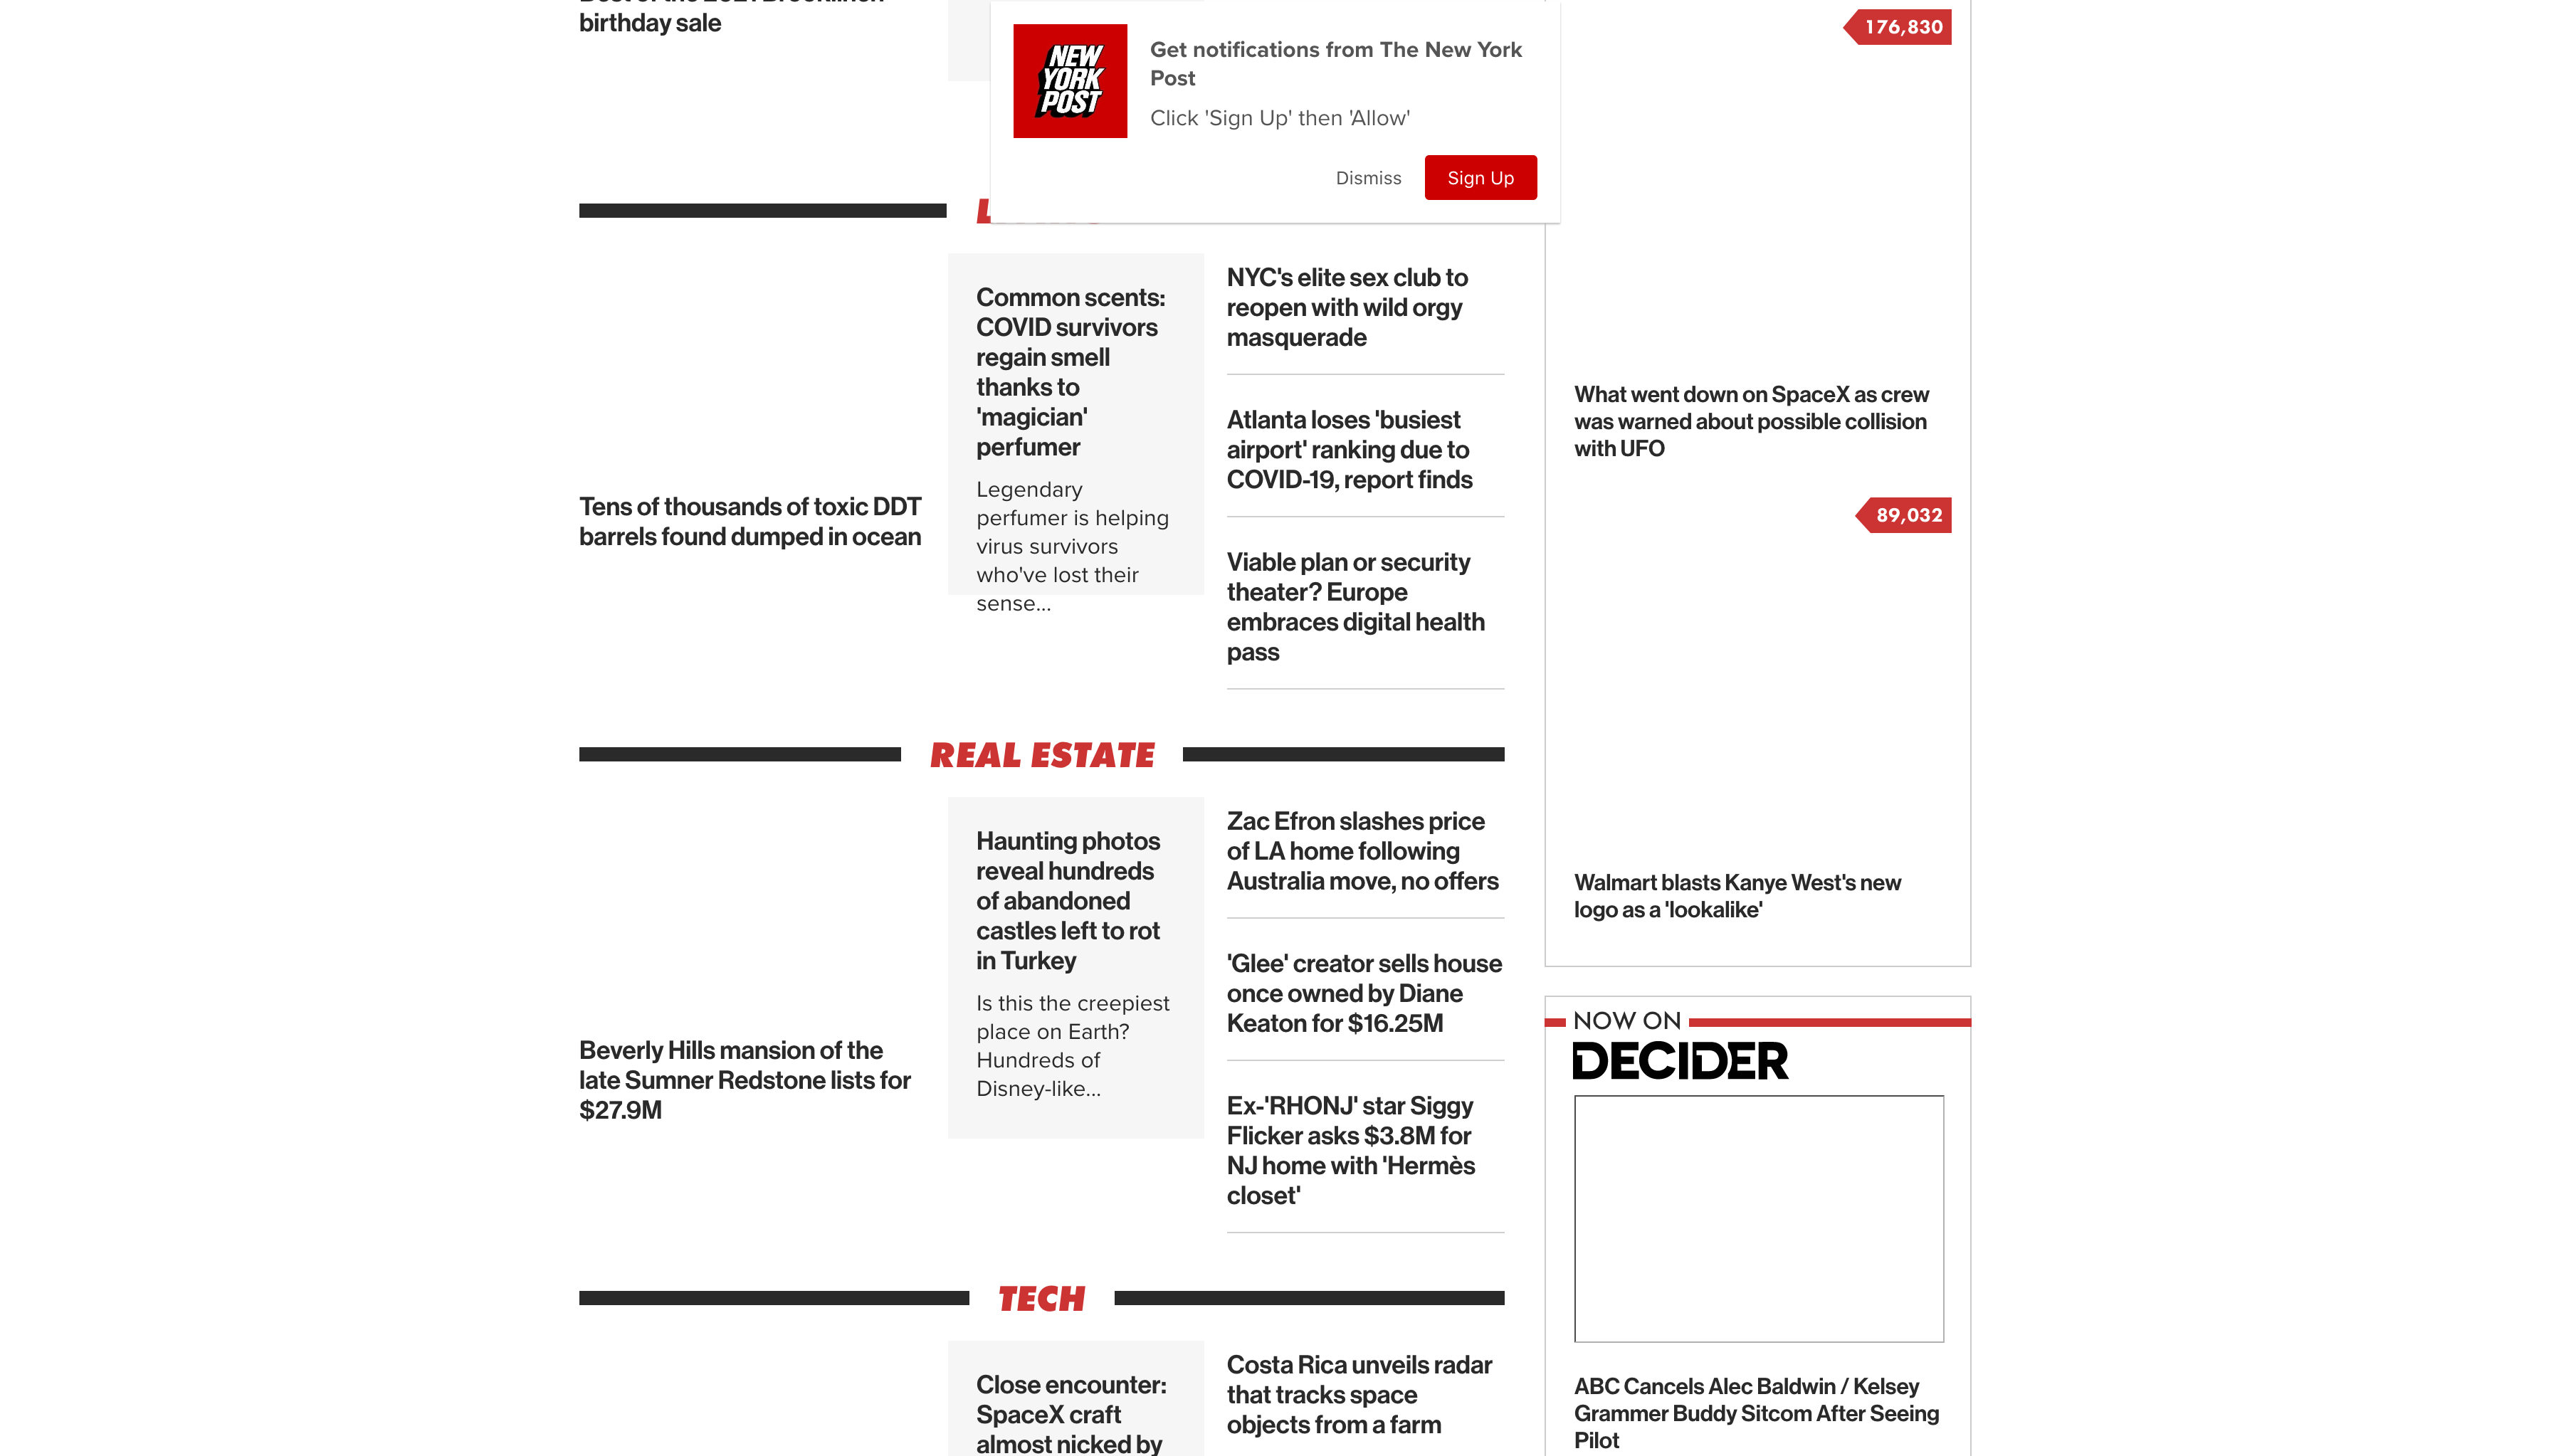 birthday sale
NEW
YORK
POST
Get notifications from The New York
Post
Click 'Sign Up' then 'Allow'
Dismiss
Sign Up
Common scents:
COVID survivors
regain smell
thanks to
'magician'
perfumer
Legendary
perfumer is helping
virus survivors
who've lost their
sense...
Tens of thousands of toxic DDT
barrels found dumped in ocean
NYC's elite sex club to
reopen with wild orgy
masquerade
Atlanta loses 'busiest
airport' ranking due to
COVID-19, report finds
Viable plan or security
theater? Europe
embraces digital health
pass
REAL ESTATE
Haunting photos
reveal hundreds
of abandoned
castles left to rot
in Turkey
Is this the creepiest
place on Earth?
Hundreds of
Disney-like...
Beverly Hills mansion of the
late Sumner Redstone lists for
$27.9M
Zac Efron slashes price
of LA home following
Australia move, no offers
'Glee' creator sells house
once owned by Diane
Keaton for $16.25M
Ex-'RHONJ' star Siggy
Flicker asks $3.8M for
NJ home with 'Hermès
closet'
TECH
Close encounter:
SpaceX craft
almost nicked by
Costa Rica unveils radar
that tracks space
objects from a farm
176,830
What went down on SpaceX as crew
was warned about possible collision
with UFO
89,032
Walmart blasts Kanye West's new
logo as a 'lookalike'
NOW ON
DECIDER
ABC Cancels Alec Baldwin / Kelsey
Grammer Buddy Sitcom After Seeing
Pilot